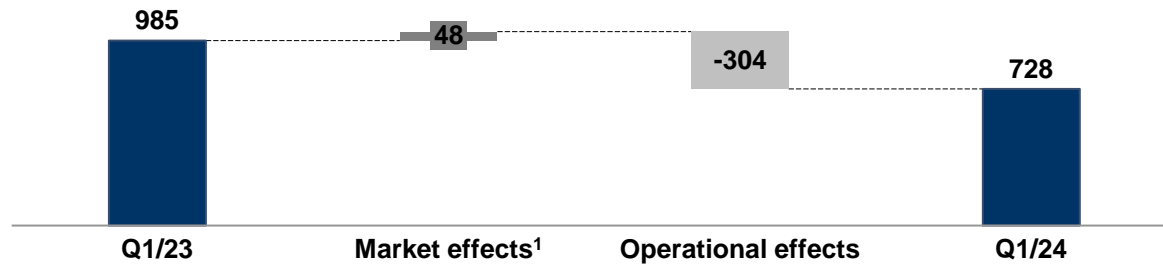 985
48
-304
728
Q1/23
Market effects¹
Operational effects
Q1/24